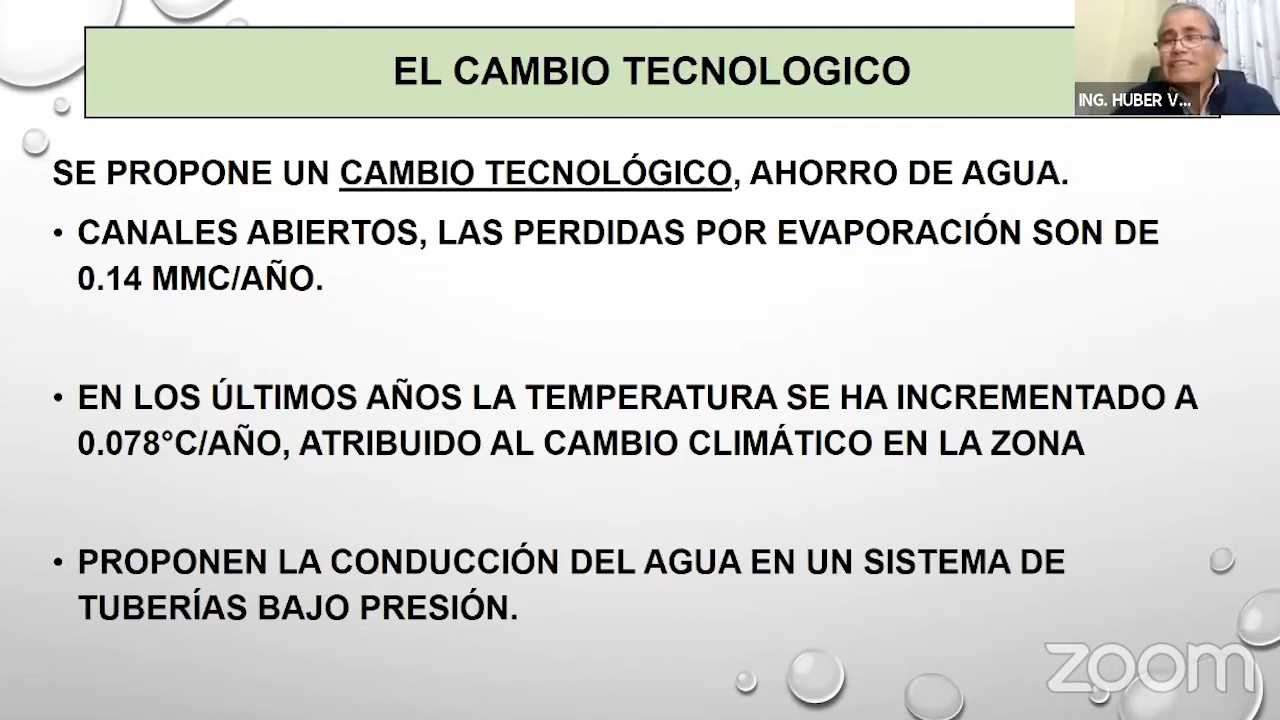 EL CAMBIO TECNOLOGICO
ING. HUBER V...
SE PROPONE UN CAMBIO TECNOLÓGICO, AHORRO DE AGUA.
• CANALES ABIERTOS, LAS PERDIDAS POR EVAPORACIÓN SON DE
0.14 MMC/AÑO.
• EN LOS ÚLTIMOS AÑOS LA TEMPERATURA SE HA INCREMENTADO A
0.078°C/AÑO, ATRIBUIDO AL CAMBIO CLIMÁTICO EN LA ZONA
• PROPONEN LA CONDUCCIÓN DEL AGUA EN UN SISTEMA DE
TUBERÍAS BAJO PRESIÓN.
zoom